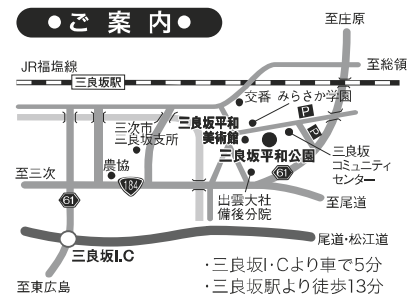 ●ご案内●
至庄原
至総領
JR福塩線
三良坂駅
交番
みらさか学園
P
P
三良坂平和
美術館
三次市
三良坂支所
三良坂平和公園
三良坂
コミュニティ
センター
農協
至三次
184
61
61
出雲大社
備後分院
至尾道
三良坂I.C
尾道・松江道
至東広島
・三良坂I・Cより車で5分
・三良坂駅より徒歩13分